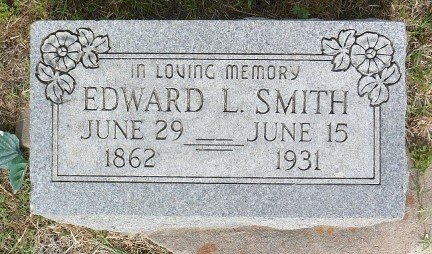 IN LOVING MEMORY
EDWARD L. SMITH
JUNE 29 — JUNE 15
1862 1931